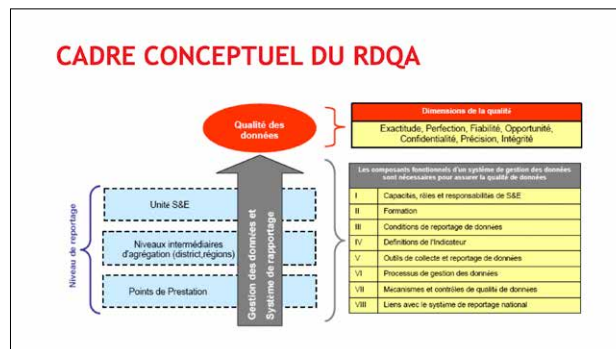 CADRE CONCEPTUEL DU RDQA
Qualité des
données
Dimensions de la qualité
Exactitude, Perfection, Fiabilité, Opportunité,
Confidentialité, Précision, Intégrité
Niveau de reportage
Unité S&E
Niveaux intermédiaires
d'agrégation (district,régions)
Points de Prestation
Gestion des données et
Système de rapportage
Les composants fonctionnels d'un système de gestion des données
sont nécessaires pour assurer la qualité de données
I Capacités, rôles et responsabilités de S&E
II Formation
III Conditions de reportage de données
IV Definitions de l'Indicateur
V Outils de collecte et reportage de données
VI Processus de gestion des données
VII Mécanismes et contrôles de qualité de données
VIII Liens avec le système de reportage national